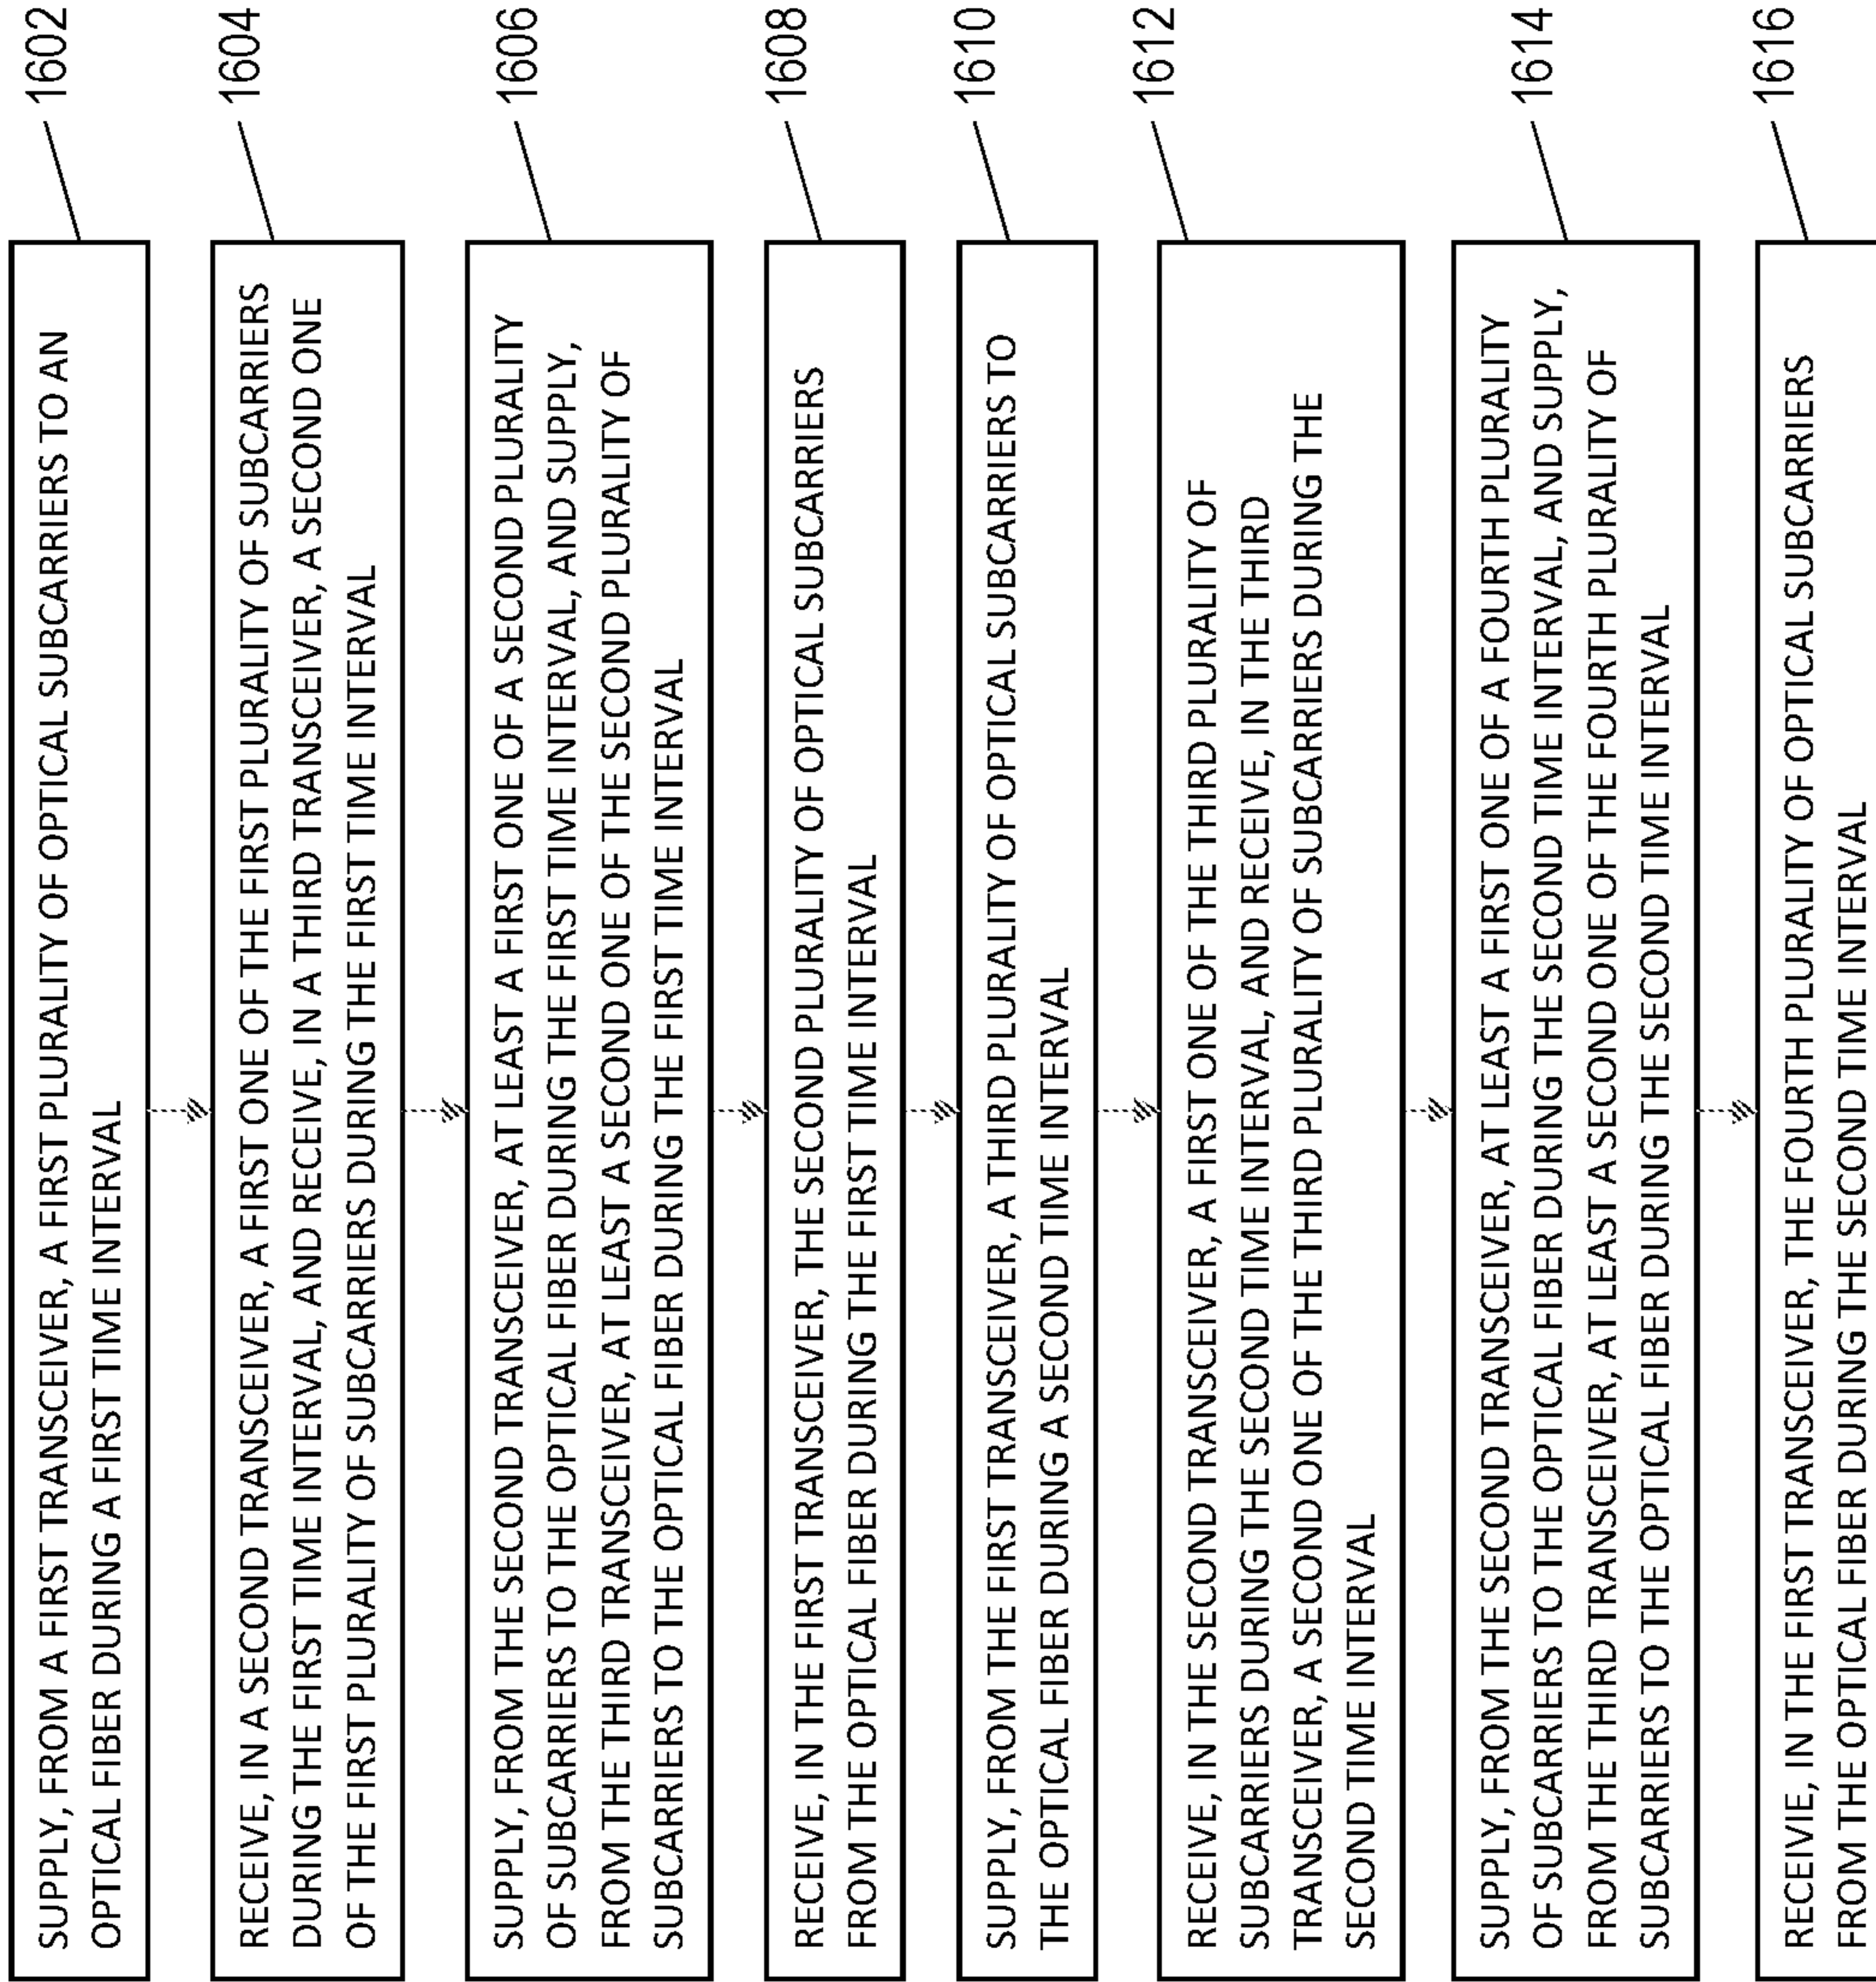 SUPPLY, FROM A FIRST TRANSCEIVER, A FIRST PLURALITY OF OPTICAL SUBCARRIERS TO AN
OPTICAL FIBER DURING A FIRST TIME INTERVAL
1602
RECEIVE, IN A SECOND TRANSCEIVER, A FIRST ONE OF THE FIRST PLURALITY OF SUBCARRIERS
DURING THE FIRST TIME INTERVAL, AND RECEIVE, IN A THIRD TRANSCEIVER, A SECOND ONE
OF THE FIRST PLURALITY OF SUBCARRIERS DURING THE FIRST TIME INTERVAL
1604
SUPPLY, FROM THE SECOND TRANSCEIVER, AT LEAST A FIRST ONE OF A SECOND PLURALITY
OF SUBCARRIERS TO THE OPTICAL FIBER DURING THE FIRST TIME INTERVAL, AND SUPPLY,
FROM THE THIRD TRANSCEIVER, AT LEAST A SECOND ONE OF THE SECOND PLURALITY OF
SUBCARRIERS TO THE OPTICAL FIBER DURING THE FIRST TIME INTERVAL
1606
RECEIVE, IN THE FIRST TRANSCEIVER, THE SECOND PLURALITY OF OPTICAL SUBCARRIERS
FROM THE OPTICAL FIBER DURING THE FIRST TIME INTERVAL
1608
SUPPLY, FROM THE FIRST TRANSCEIVER, A THIRD PLURALITY OF OPTICAL SUBCARRIERS TO
THE OPTICAL FIBER DURING A SECOND TIME INTERVAL
1610
RECEIVE, IN THE SECOND TRANSCEIVER, A FIRST ONE OF THE THIRD PLURALITY OF
SUBCARRIERS DURING THE SECOND TIME INTERVAL, AND RECEIVE, IN THE THIRD
TRANSCEIVER, A SECOND ONE OF THE THIRD PLURALITY OF SUBCARRIERS DURING THE
SECOND TIME INTERVAL
1612
SUPPLY, FROM THE SECOND TRANSCEIVER, AT LEAST A FIRST ONE OF A FOURTH PLURALITY
OF SUBCARRIERS TO THE OPTICAL FIBER DURING THE SECOND TIME INTERVAL, AND SUPPLY,
FROM THE THIRD TRANSCEIVER, AT LEAST A SECOND ONE OF THE FOURTH PLURALITY OF
SUBCARRIERS TO THE OPTICAL FIBER DURING THE SECOND TIME INTERVAL
1614
RECEIVIE, IN THE FIRST TRANSCEIVER, THE FOURTH PLURALITY OF OPTICAL SUBCARRIERS
FROM THE OPTICAL FIBER DURING THE SECOND TIME INTERVAL
1616